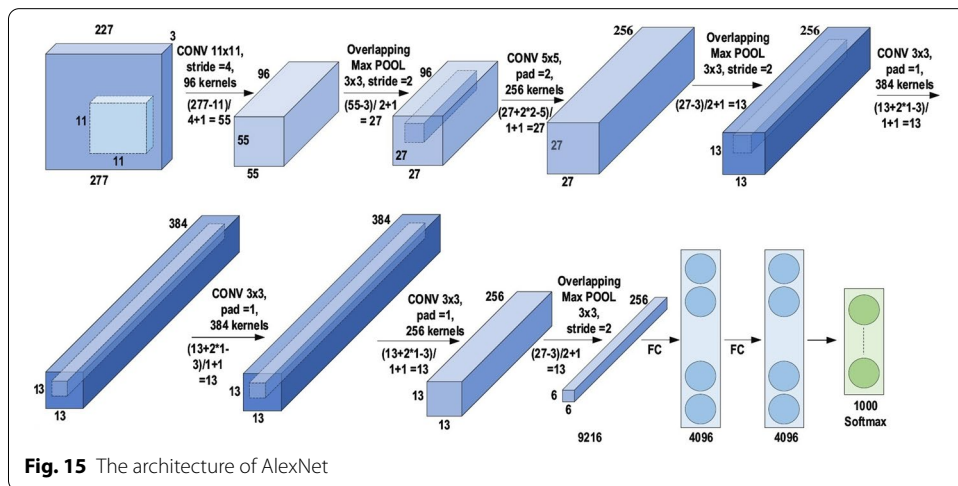 227
3
CONV 11x11,
stride =4,
96 kernels
(277-11)/
4+1 = 55
11
11
277
96
55
55
Overlapping
Max POOL
3x3, stride =2
(55-3)/ 2+1
= 27
96
27
27
CONV 5x5,
pad =2,
256 kernels
(27+2*2-5)/
1+1 =27
256
27
27
Overlapping
Max POOL
3x3, stride =2
(27-3)/2+1 =13
256
13
13
CONV 3x3,
pad =1,
384 kernels
(13+2*1-3)/
1+1 =13
384
13
13
CONV 3x3,
pad =1,
384 kernels
(13+2*1-
3)/1+1
=13
384
13
13
CONV 3x3,
pad =1,
256 kernels
(13+2*1-3)/
1+1 =13
256
13
13
Overlapping
Max POOL
3x3,
stride =2
(27-3)/2+1
=13
256
6
6
9216
FC
4096
FC
4096
1000
Softmax
Fig. 15 The architecture of AlexNet